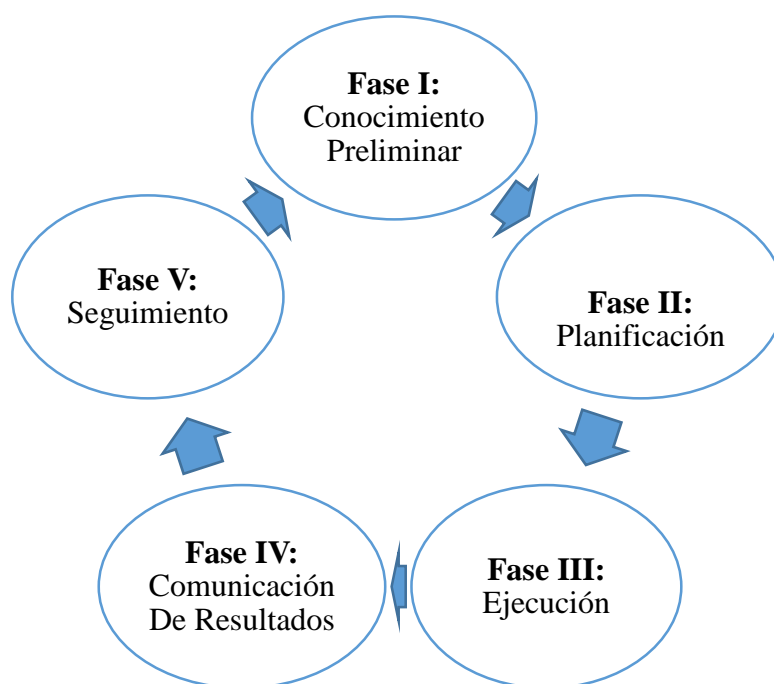 Fase I:
Conocimiento
Preliminar
Fase II:
Planificación
Fase III:
Ejecución
Fase IV:
Comunicación
De Resultados
Fase V:
Seguimiento